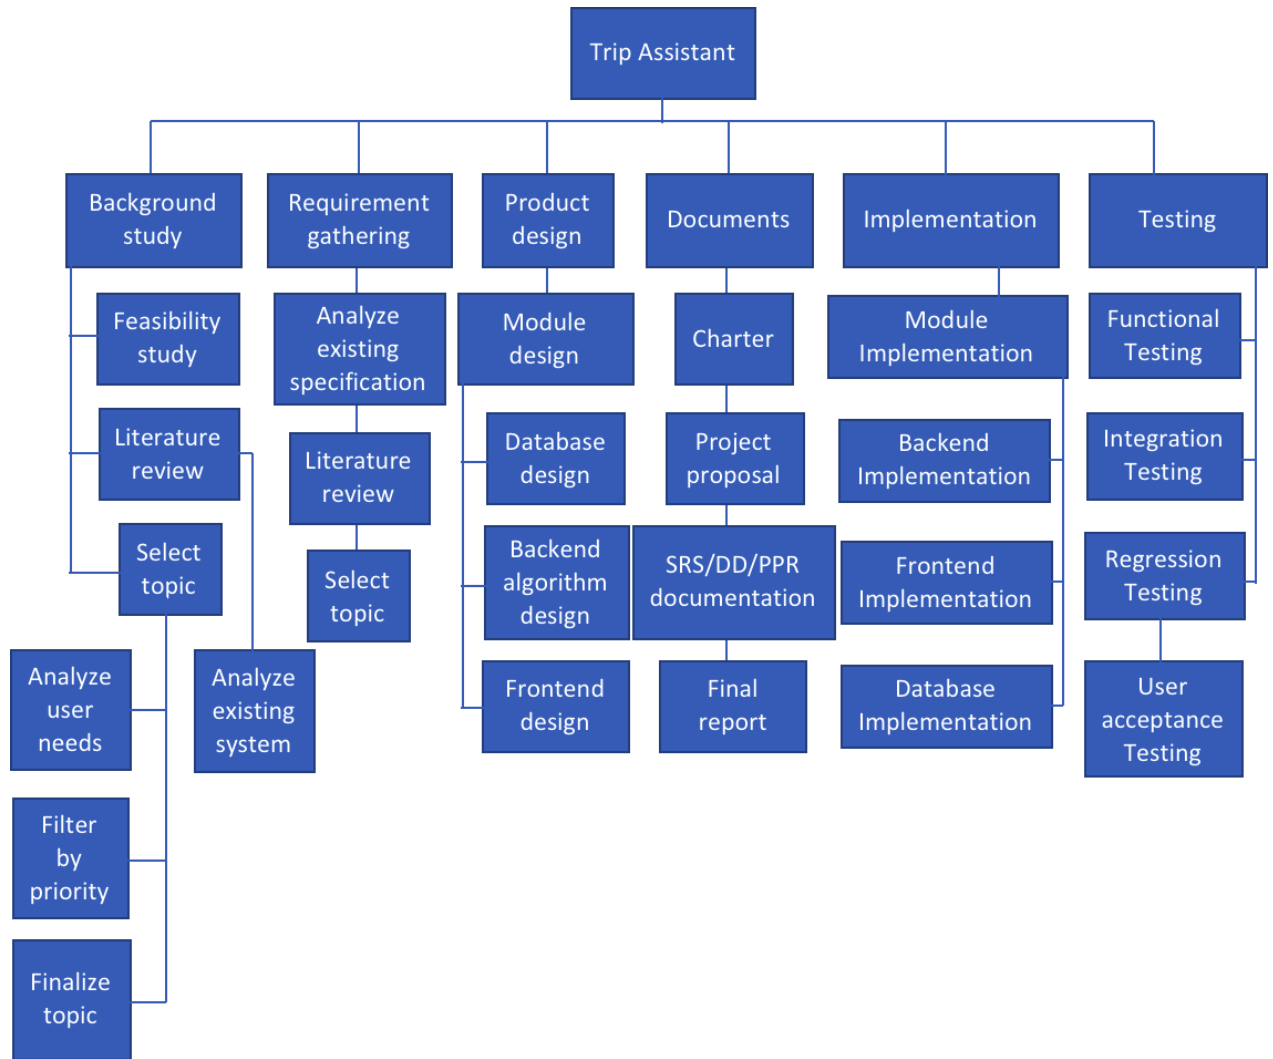 Trip Assistant
Background
study
Requirement
gathering
Product
design
Documents
Implementation
Testing
Feasibility
study
Analyze
existing
specification
Module
design
Charter
Module
Implementation
Functional
Testing
Literature
review
Literature
review
Database
design
Project
proposal
Backend
Implementation
Integration
Testing
Select
topic
Select
topic
Backend
algorithm
design
SRS/DD/PPR
documentation
Frontend
Implementation
Regression
Testing
Analyze
user
needs
Analyze
existing
system
Frontend
design
Final
report
Database
Implementation
User
acceptance
Testing
Filter
by
priority
Finalize
topic